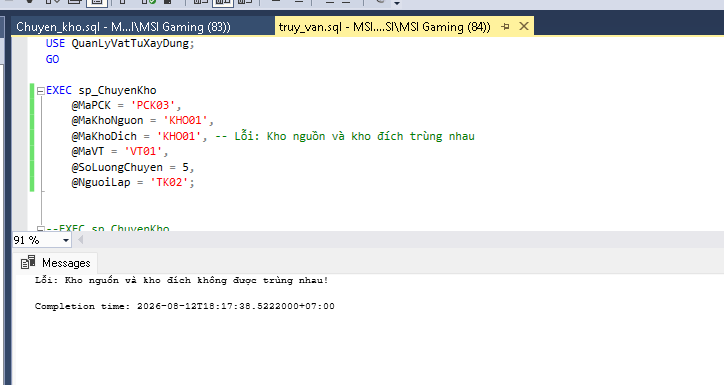 Chuyen_kho.sql - M...I\MSI Gaming (83))
truy_van.sql - MSI....SI\MSI Gaming (84))
USE QuanLyVatTuXayDung;
GO
EXEC sp_ChuyenKho
@MaPCK = 'PCK03',
@MaKhoNguon = 'KHO01',
@MaKhoDich = 'KHO1', -- Lỗi: Kho nguồn và kho đích trùng nhau
@MaVT = 'VT01',
@SoLuongChuyen = 5,
@NguoiLap = 'TK02';
--EXEC sp_ChuyenKho
91 %
Messages
Lỗi: Kho nguồn và kho đích không được trùng nhau!
Completion time: 2026-08-12T18:17:38.5222000+07:00